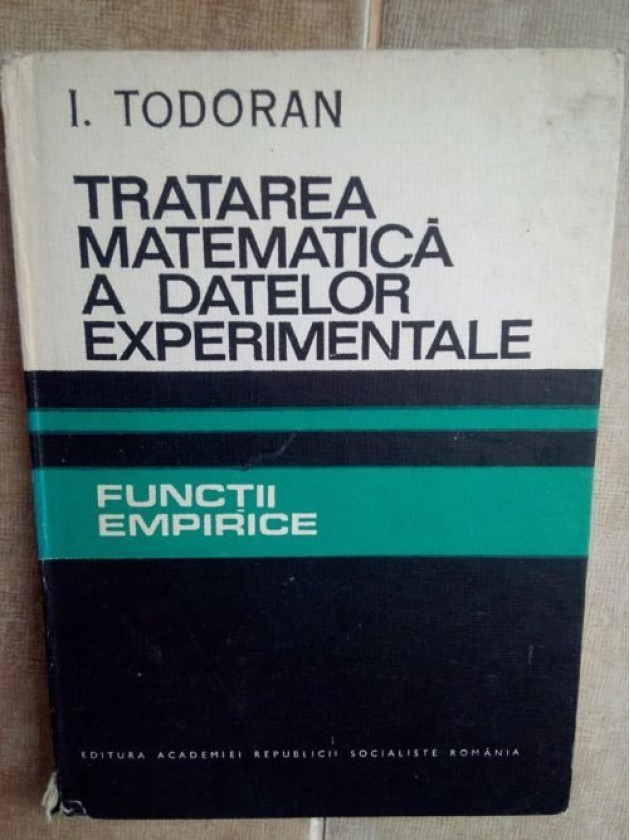 I. TODORAN
TRATAREA
MATEMATICĂ
A DATELOR
EXPERIMENTALE
FUNCȚII
EMPIRICE
EDITURA ACADEMIEI REPUBLICII SOCIALISTE ROMÂNIA